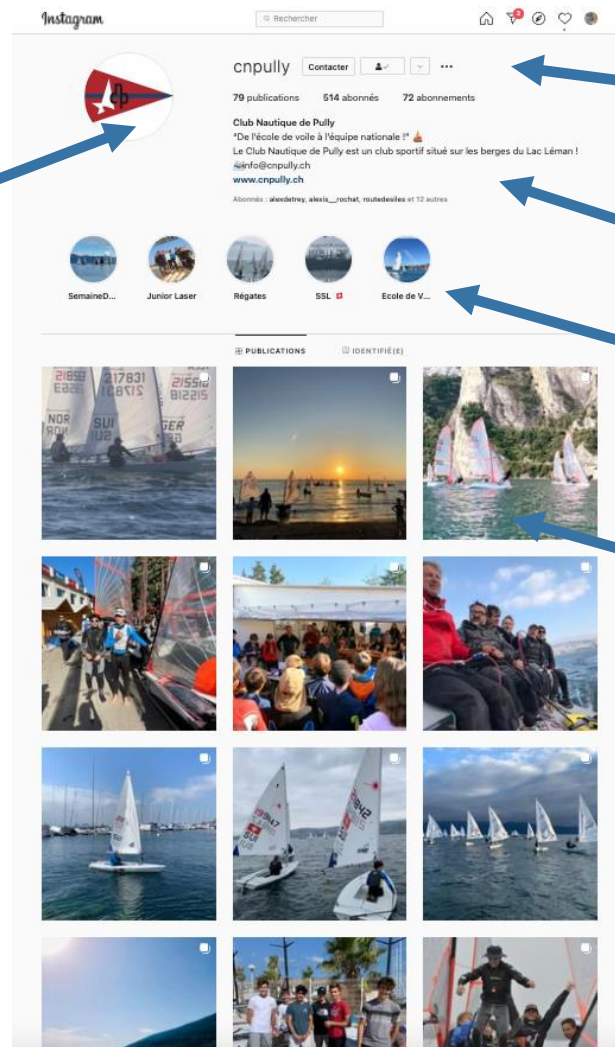 Instagram
Rechercher
3
cnpully Contacter
79 publications 514 abonnés 72 abonnements
Club Nautique de Pully
"De l'école de voile à l'équipe nationale !"
Le Club Nautique de Pully est un club sportif situé sur les berges du Lac Léman !
info@cnpully.ch
www.cnpully.ch
Abonnés : alexdetrey, alexis__rochat, routedesiles et 12 autres
SemaineD... Junior Laser Régates SSL Ecole de V...
PUBLICATIONS IDENTIFIÉ(E)
217831
NOR SUI GER
SUI